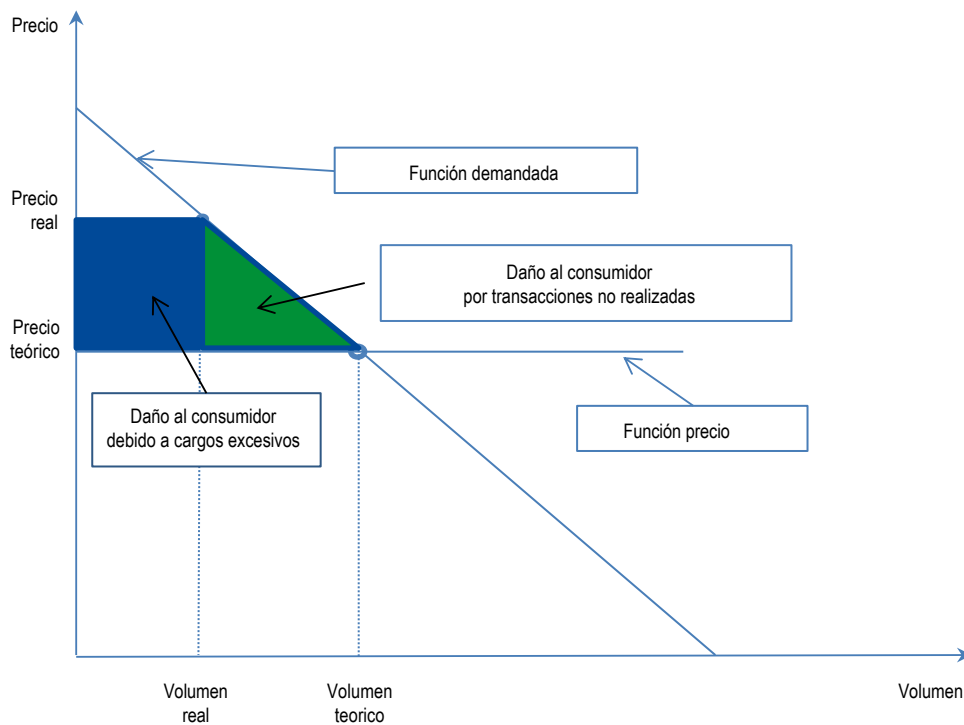 Precio
Función demandada
Precio
real
Daño al consumidor
por transacciones no realizadas
Precio
teórico
Daño al consumidor
debido a cargos excesivos
Función precio
Volumen
real
Volumen
teorico
Volumen